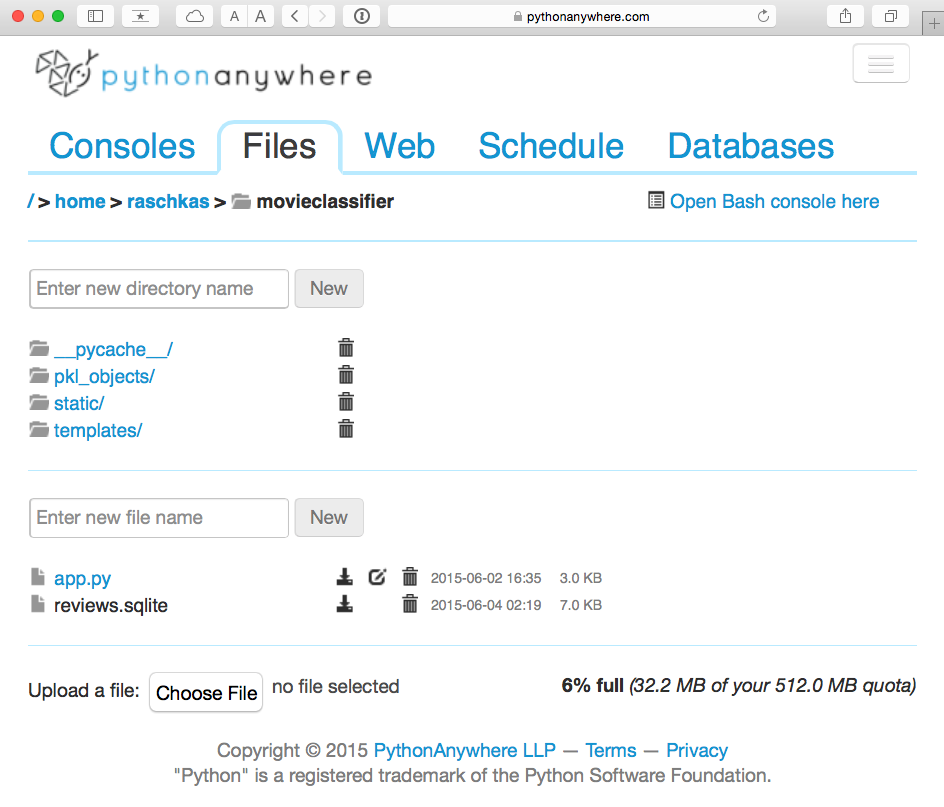 A A pythonanywhere.com
pythonanywhere
Consoles Files Web Schedule Databases
/ > home > raschkas > movieclassifier Open Bash console here
Enter new directory name New
__pycache__/
pkl_objects/
static/
templates/
Enter new file name New
app.py 2015-06-02 16:35 3.0 KB
reviews.sqlite 2015-06-04 02:19 7.0 KB
Upload a file: Choose File no file selected 6% full (32.2 MB of your 512.0 MB quota)
Copyright © 2015 PythonAnywhere LLP — Terms — Privacy
"Python" is a registered trademark of the Python Software Foundation.